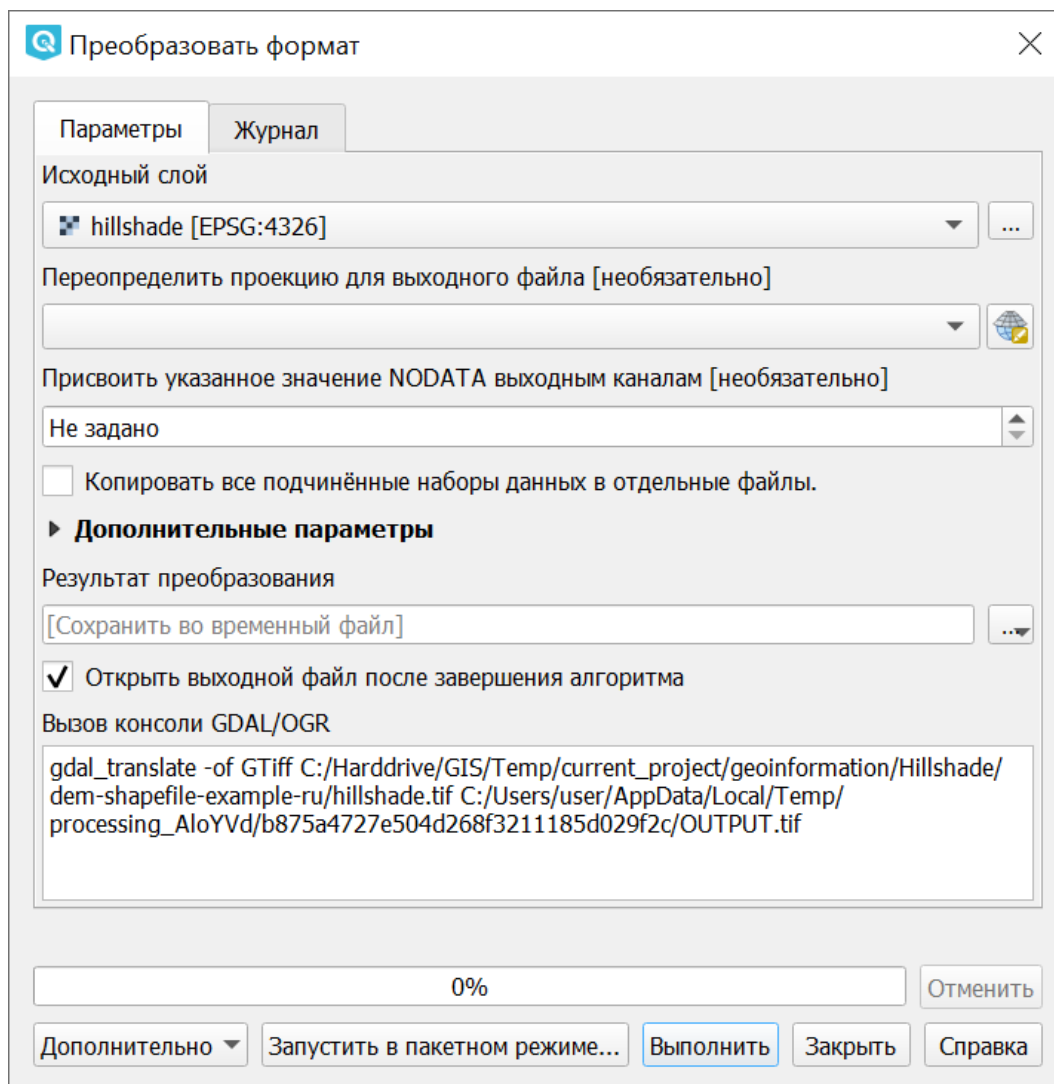 Преобразовать формат
Параметры
Журнал
Исходный слой
hillshade [EPSG:4326]
...
Переопределить проекцию для выходного файла [необязательно]
Присвоить указанное значение NODATA выходным каналам [необязательно]
Не задано
Копировать все подчинённые наборы данных в отдельные файлы.
Дополнительные параметры
Результат преобразования
[Сохранить во временный файл]
...
Открыть выходной файл после завершения алгоритма
Вызов консоли GDAL/OGR
gdal_translate -of GTiff C:/Harddrive/GIS/Temp/current_project/geoinformation/Hillshade/
dem-shapefile-example-ru/hillshade.tif C:/Users/user/AppData/Local/Temp/
processing_AloYVd/b875a4727e504d268f3211185d029f2c/OUTPUT.tif
0%
Отменить
Дополнительно
Запустить в пакетном режиме...
Выполнить
Закрыть
Справка